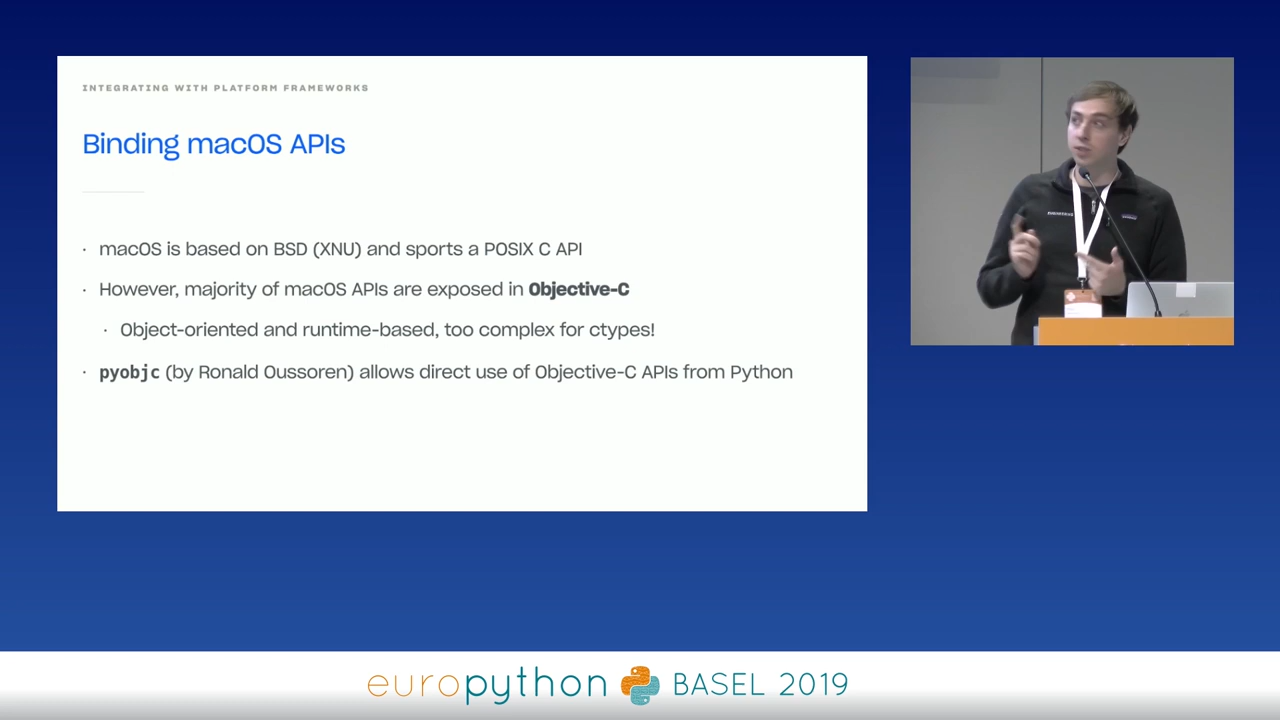 INTEGRATING WITH PLATFORM FRAMEWORKS
Binding macOS APIs
· macOS is based on BSD (XNU) and sports a POSIX C API
· However, majority of macOS APIs are exposed in Objective-C
· Object-oriented and runtime-based, too complex for ctypes!
· pyobjc (by Ronald Oussoren) allows direct use of Objective-C APIs from Python
europython BASEL 2019